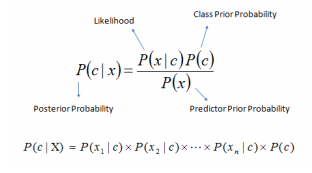 Likelihood
Class Prior Probability
P(c | x) = P(x | c)P(c) / P(x)
Posterior Probability
Predictor Prior Probability
P(c | X) = P(x₁ | c) × P(x₂ | c) × ⋯ × P(xₙ | c) × P(c)